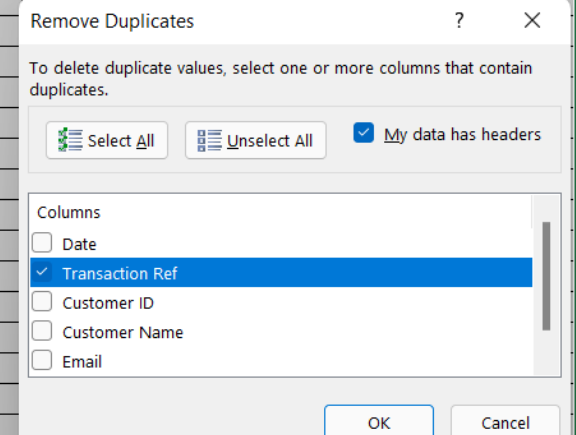 Remove Duplicates ? ×
To delete duplicate values, select one or more columns that contain
duplicates.
Select All Unselect All My data has headers
Columns
Date
Transaction Ref
Customer ID
Customer Name
Email
OK Cancel